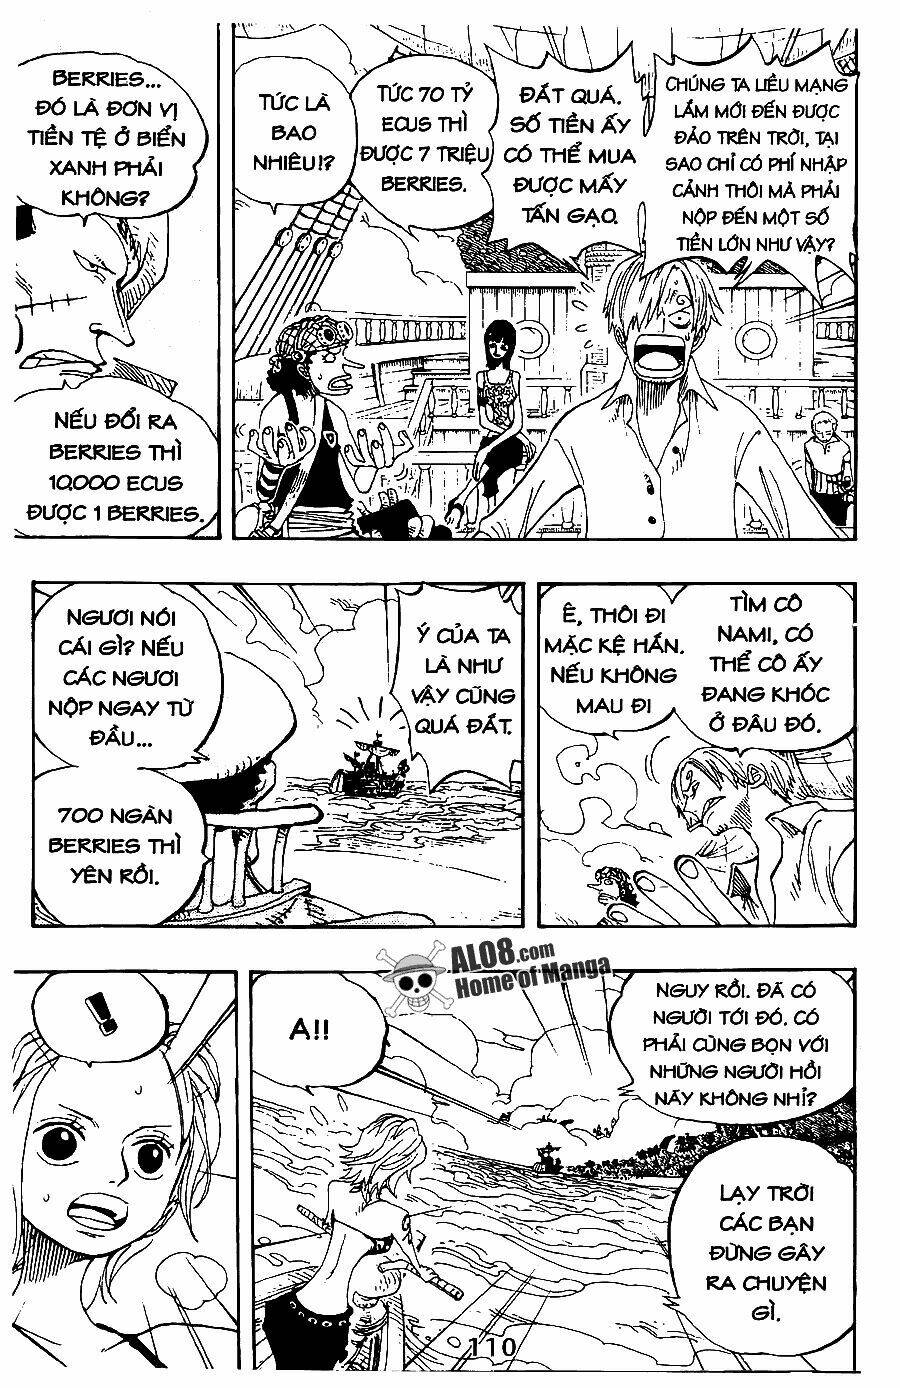 CHÚNG TA LIỀU MẠNG
LẮM MỚI ĐẾN ĐƯỢC
ĐẢO TRÊN TRỜI, TẠI
SAO CHỈ CÓ PHÍ NHẬP
CẢNH THÔI MÀ PHẢI
NỘP ĐẾN MỘT SỐ
TIỀN LỚN NHƯ VẬY?
ĐẮT QUÁ.
SỐ TIỀN ẤY
CÓ THỂ MUA
ĐƯỢC MẤY
TẤN GẠO.
TỨC 70 TỶ
ECUS THÌ
ĐƯỢC 7 TRIỆU
BERRIES.
TỨC LÀ
BAO
NHIÊU!?
BERRIES...
ĐÓ LÀ ĐƠN VỊ
TIỀN TỆ Ở BIỂN
XANH PHẢI
KHÔNG?
NẾU ĐỔI RA
BERRIES THÌ
10.000 ECUS
ĐƯỢC 1 BERRIES.
TÌM CÔ
NAMI, CÓ
THỂ CÔ ẤY
ĐANG KHÓC
Ở ĐÂU ĐÓ.
Ê, THÔI ĐI
MẶC KỆ HẮN.
NẾU KHÔNG
MAU ĐI
Ý CỦA TA
LÀ NHƯ
VẬY CŨNG
QUÁ ĐẮT.
NGƯƠI NÓI
CÁI GÌ? NẾU
CÁC NGƯƠI
NỘP NGAY TỪ
ĐẦU...
700 NGÀN
BERRIES THÌ
YÊN RỒI.
NGUY RỒI. ĐÃ CÓ
NGƯỜI TỚI ĐÓ. CÓ
PHẢI CÙNG BỌN VỚI
NHỮNG NGƯỜI HỒI
NÃY KHÔNG NHỈ?
LẠY TRỜI
CÁC BẠN
ĐỪNG GÂY
RA CHUYỆN
GÌ.
A!!
!
ALO8.com
Home of Manga
110